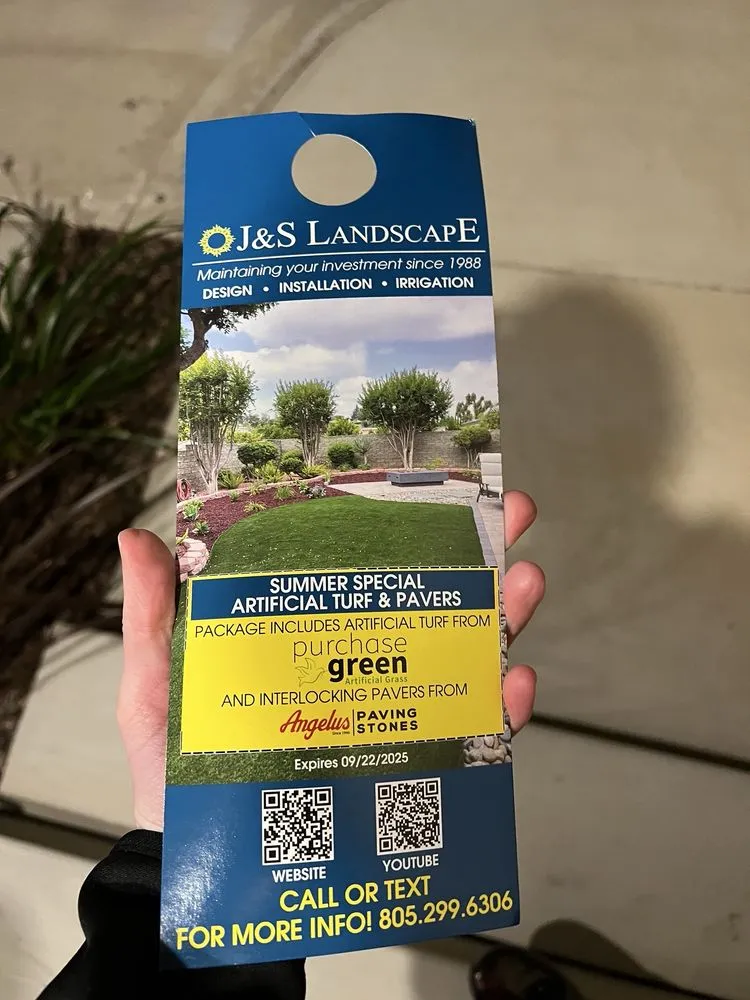 J&S LANDSCAPE
Maintaining your investment since 1988
DESIGN • INSTALLATION • IRRIGATION
SUMMER SPECIAL
ARTIFICIAL TURF & PAVERS
PACKAGE INCLUDES ARTIFICIAL TURF FROM
purchase
green
Artificial Grass
AND INTERLOCKING PAVERS FROM
Angelus PAVING
STONES
Expires 09/22/2025
WEBSITE YOUTUBE
CALL OR TEXT
FOR MORE INFO! 805.299.6306